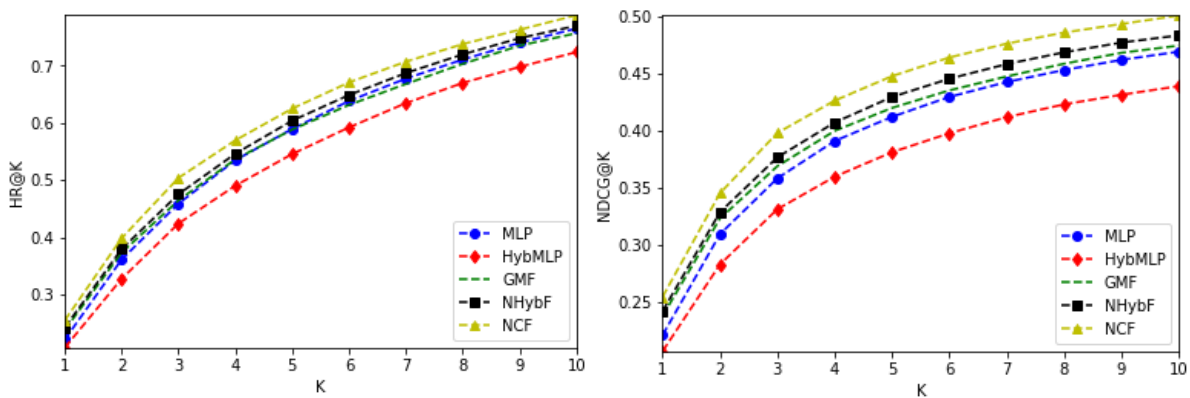 HR@K
0.7
0.6
0.5
0.4
0.3
1 2 3 4 5 6 7 8 9 10
K
MLP
HybMLP
GMF
NHybF
NCF
NDCG@K
0.50
0.45
0.40
0.35
0.30
0.25
1 2 3 4 5 6 7 8 9 10
K
MLP
HybMLP
GMF
NHybF
NCF